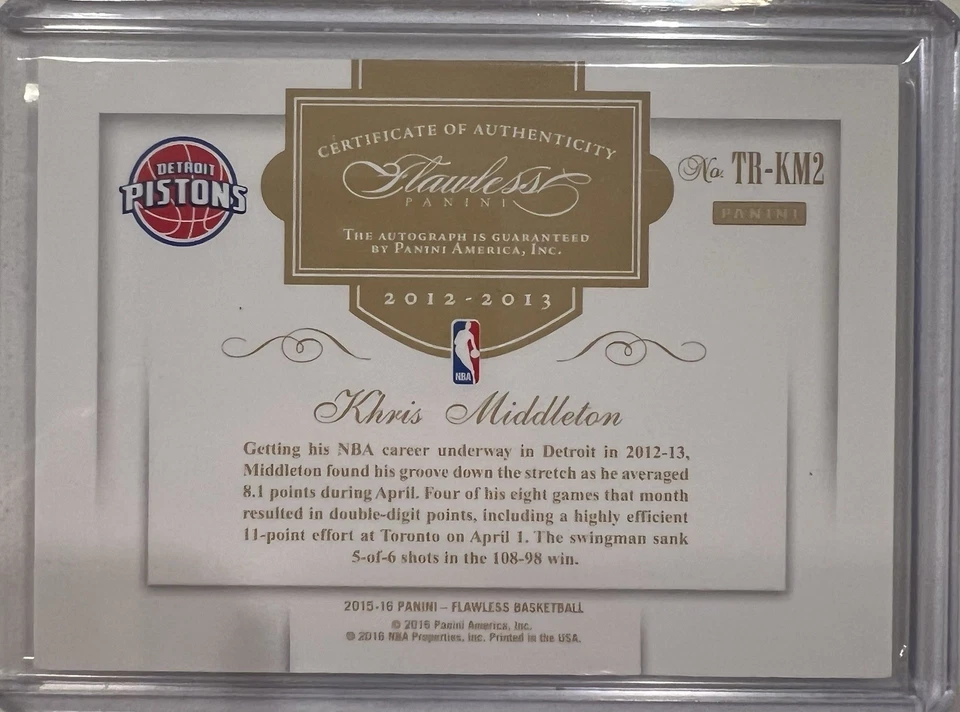 DETROIT
PISTONS
CERTIFICATE OF AUTHENTICITY
Flawless
PANINI
THE AUTOGRAPH IS GUARANTEED
BY PANINI AMERICA, INC.
2012-2013
NBA
No. TR-KM2
PANINI
Khris Middleton
Getting his NBA career underway in Detroit in 2012-13,
Middleton found his groove down the stretch as he averaged
8.1 points during April. Four of his eight games that month
resulted in double-digit points, including a highly efficient
11-point effort at Toronto on April 1. The swingman sank
5-of-6 shots in the 108-98 win.
2015-16 PANINI – FLAWLESS BASKETBALL
© 2016 Panini America, Inc.
© 2016 NBA Properties, Inc. Printed in the USA.